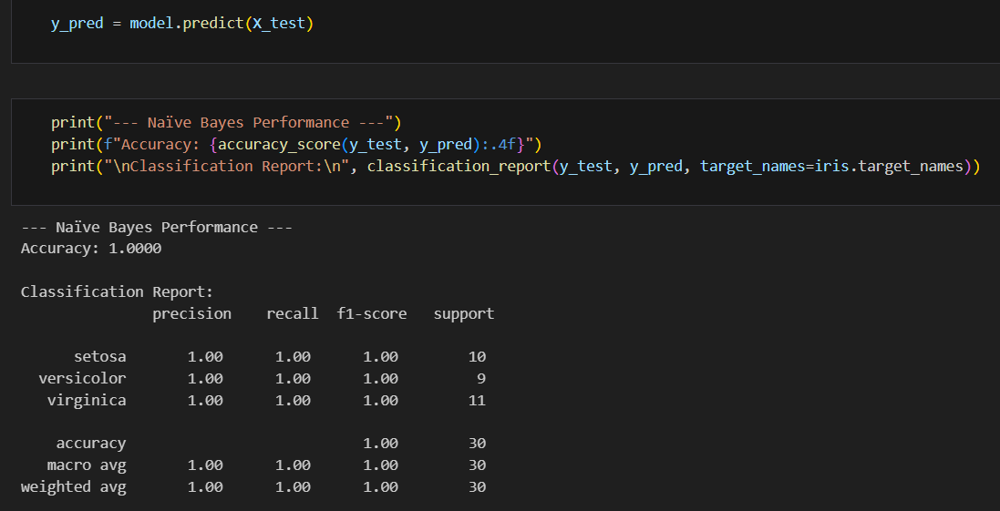 y_pred = model.predict(X_test)
print("--- Naïve Bayes Performance ---")
print(f"Accuracy: {accuracy_score(y_test, y_pred):.4f}")
print("\nClassification Report:\n", classification_report(y_test, y_pred, target_names=iris.target_names))
--- Naïve Bayes Performance ---
Accuracy: 1.0000
Classification Report:
precision recall f1-score support
setosa 1.00 1.00 1.00 10
versicolor 1.00 1.00 1.00 9
virginica 1.00 1.00 1.00 11
accuracy 1.00 30
macro avg 1.00 1.00 1.00 30
weighted avg 1.00 1.00 1.00 30